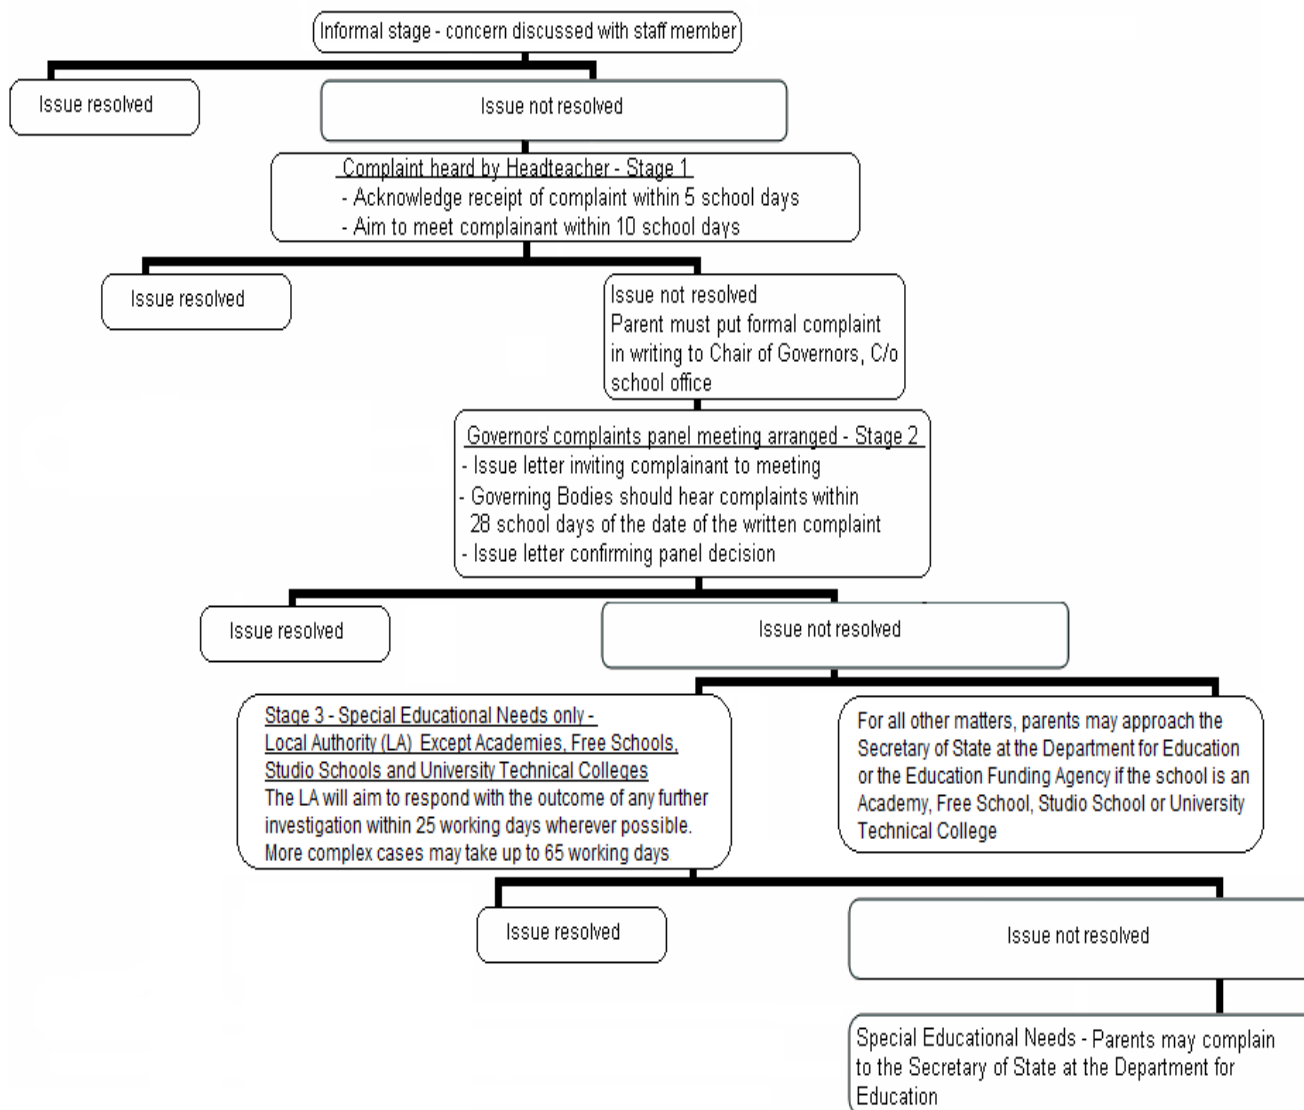 Informal stage - concern discussed with staff member
Issue resolved
Issue not resolved
Complaint heard by Headteacher - Stage 1
- Acknowledge receipt of complaint within 5 school days
- Aim to meet complainant within 10 school days
Issue resolved
Issue not resolved
Parent must put formal complaint
in writing to Chair of Governors, C/o
school office
Governors' complaints panel meeting arranged - Stage 2
- Issue letter inviting complainant to meeting
- Governing Bodies should hear complaints within
28 school days of the date of the written complaint
- Issue letter confirming panel decision
Issue resolved
Issue not resolved
Stage 3 - Special Educational Needs only -
Local Authority (LA) Except Academies, Free Schools,
Studio Schools and University Technical Colleges
The LA will aim to respond with the outcome of any further
investigation within 25 working days wherever possible.
More complex cases may take up to 65 working days
For all other matters, parents may approach the
Secretary of State at the Department for Education
or the Education Funding Agency if the school is an
Academy, Free School, Studio School or University
Technical College
Issue resolved
Issue not resolved
Special Educational Needs - Parents may complain
to the Secretary of State at the Department for
Education